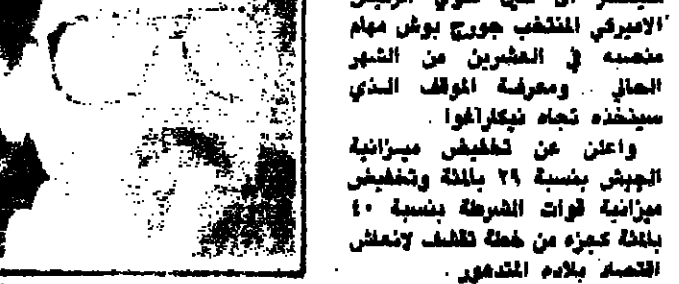 الاميركي المنتخب جورج بوش مهام
منصبه في العشرين من الشهر
الحالي .. ومعرفة الموقف الذي
سيتخذه تجاه نيكاراغوا .
واعلن عن تخفيض ميزانية
الجيش بنسبة ٢٩ بالمئة وتخفيض
ميزانية قوات الشرطة بنسبة ٤٠
بالمئة كجزء من خطة تقشف لانعاش
اقتصاد بلاده المتدهور .